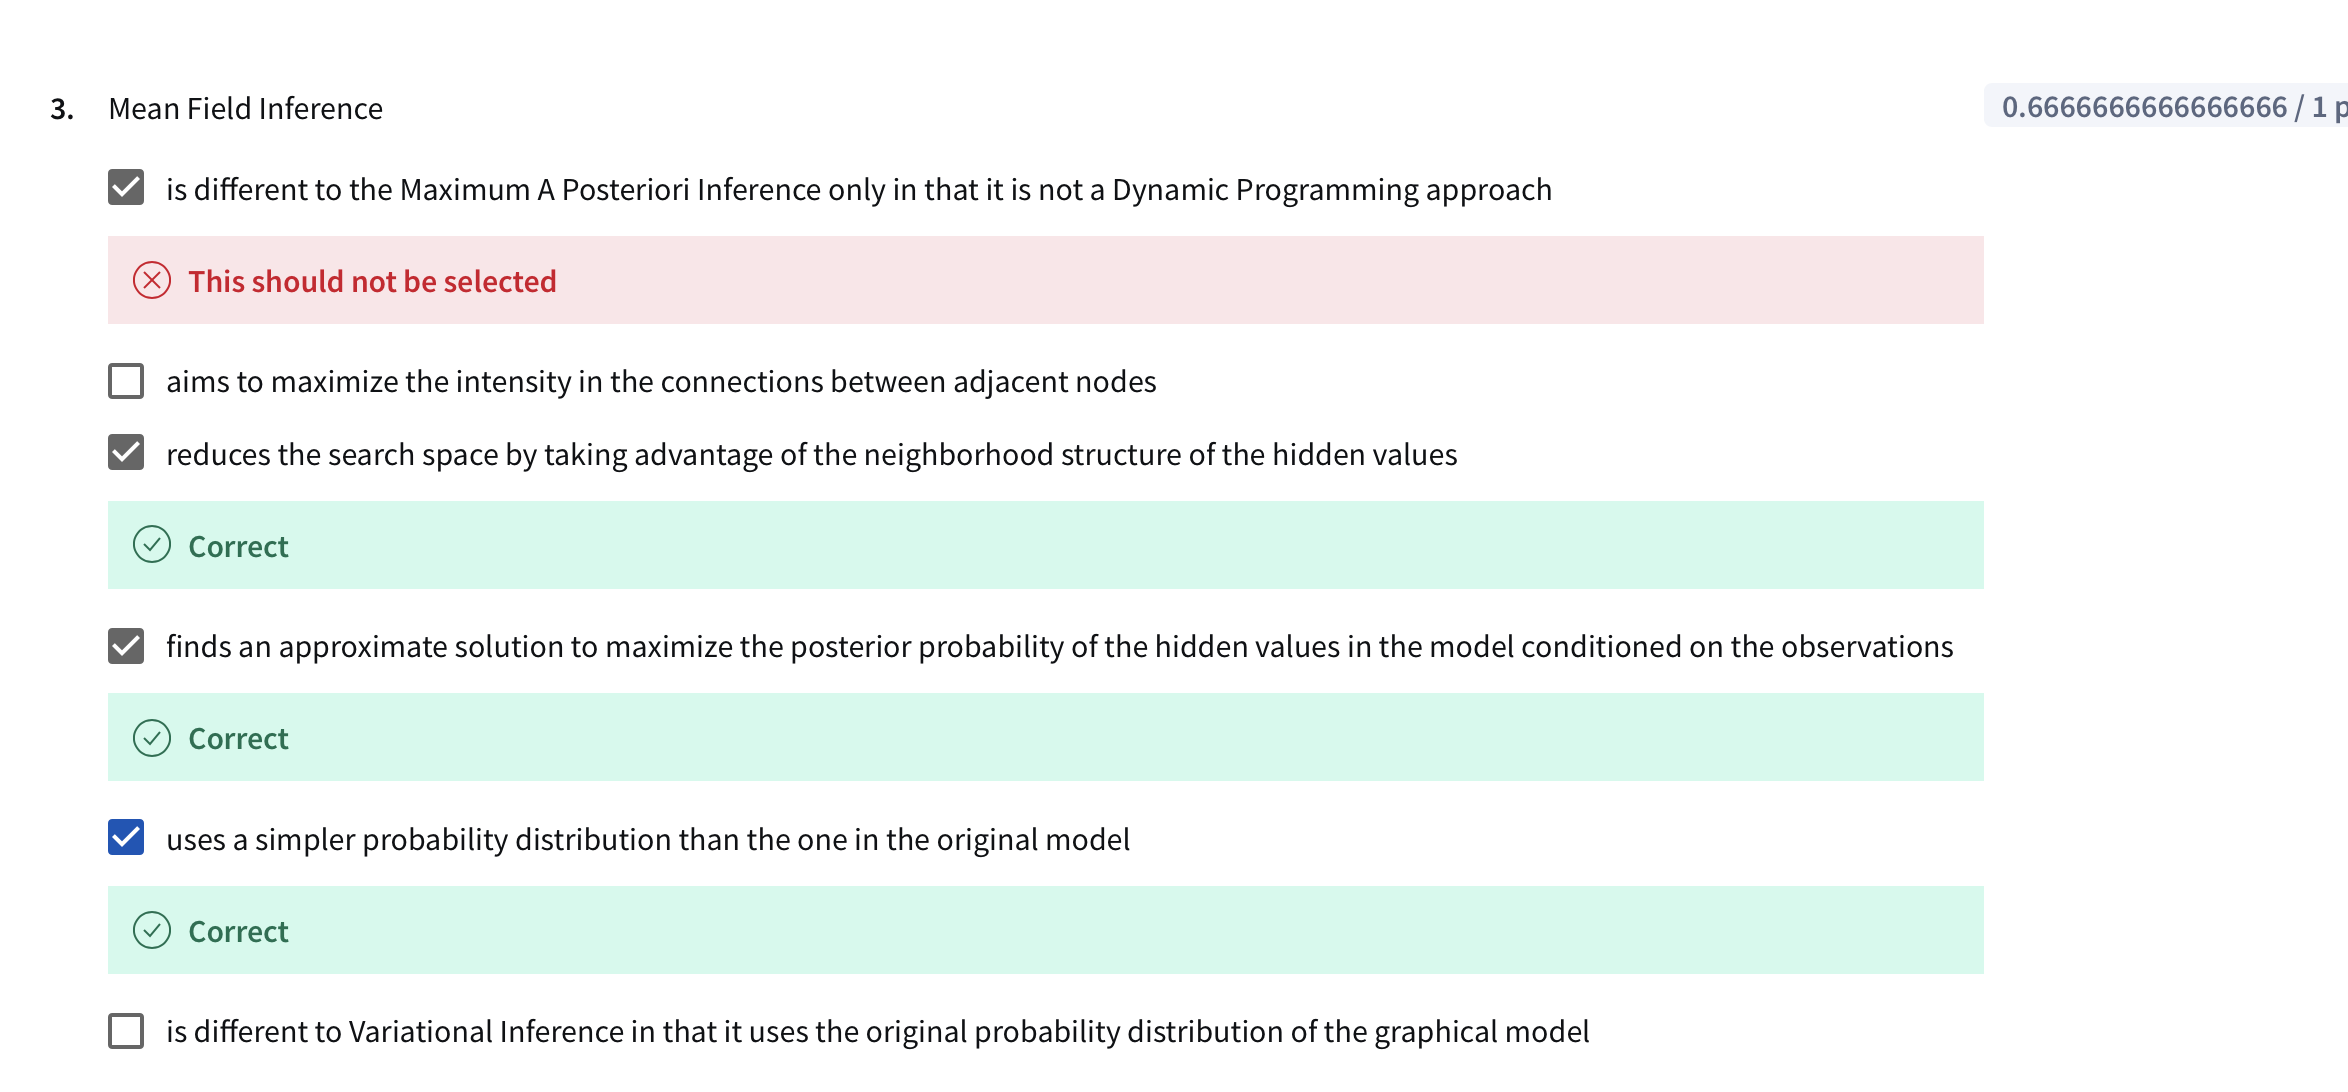 3. Mean Field Inference
0.6666666666666666 / 1 p
is different to the Maximum A Posteriori Inference only in that it is not a Dynamic Programming approach
This should not be selected
aims to maximize the intensity in the connections between adjacent nodes
reduces the search space by taking advantage of the neighborhood structure of the hidden values
Correct
finds an approximate solution to maximize the posterior probability of the hidden values in the model conditioned on the observations
Correct
uses a simpler probability distribution than the one in the original model
Correct
is different to Variational Inference in that it uses the original probability distribution of the graphical model